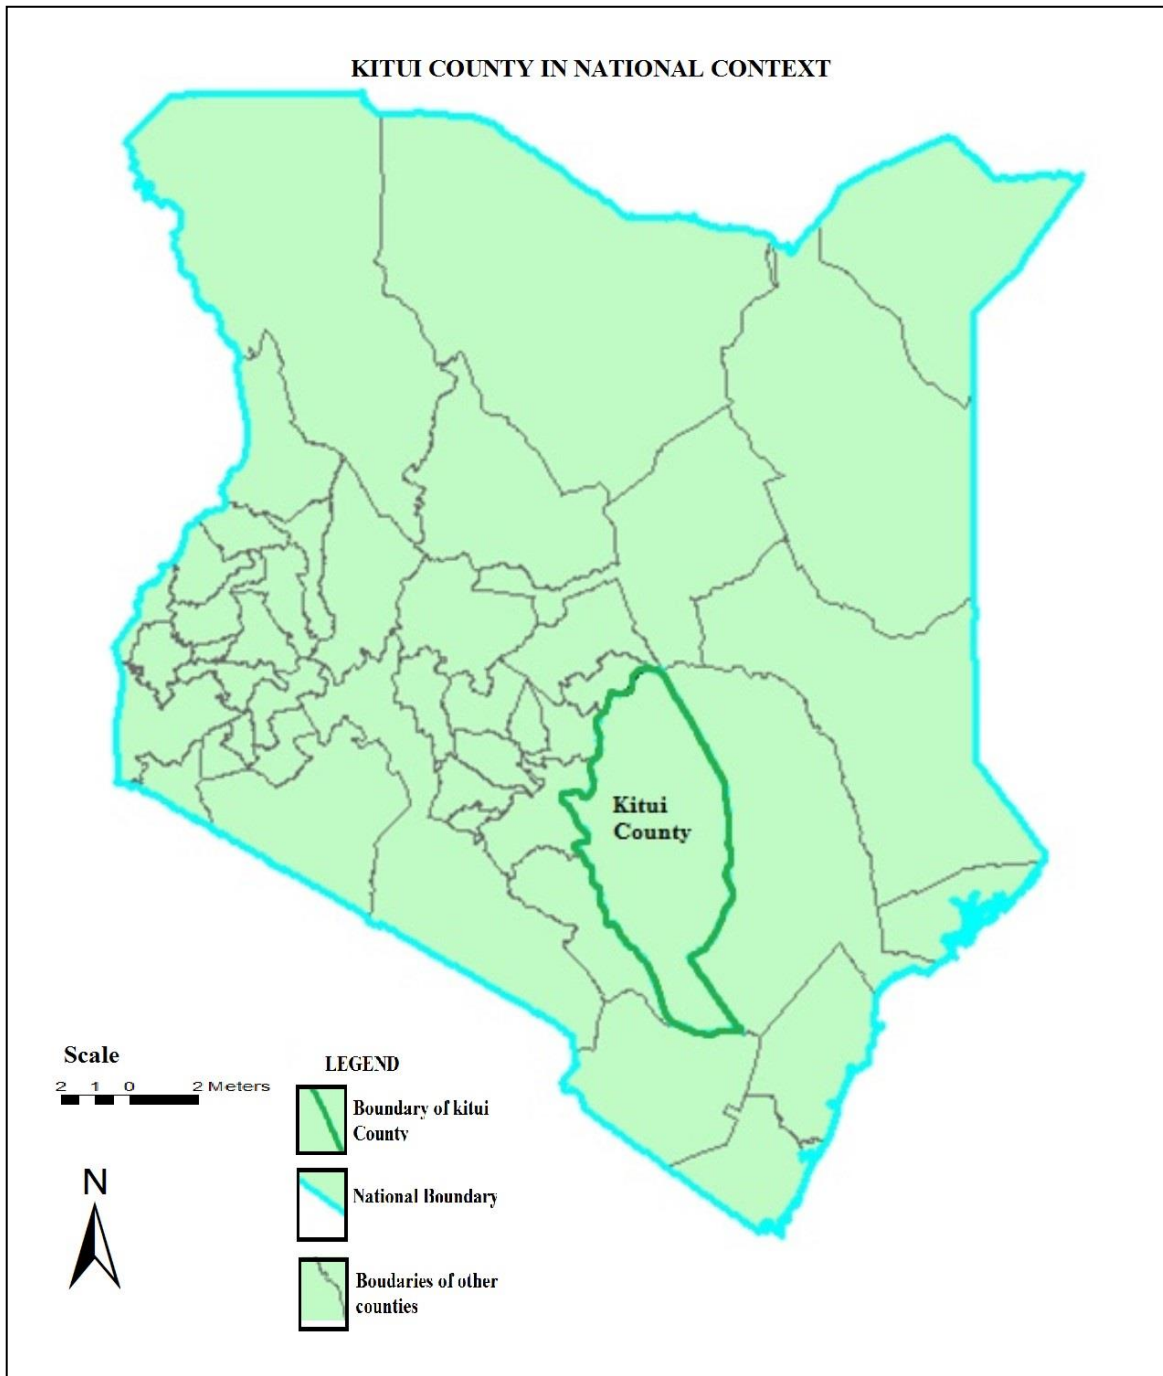 KITUI COUNTY IN NATIONAL CONTEXT
Kitui
County
Scale
2 1 0 2 Meters
LEGEND
Boundary of kitui
County
National Boundary
Boudaries of other
counties
N